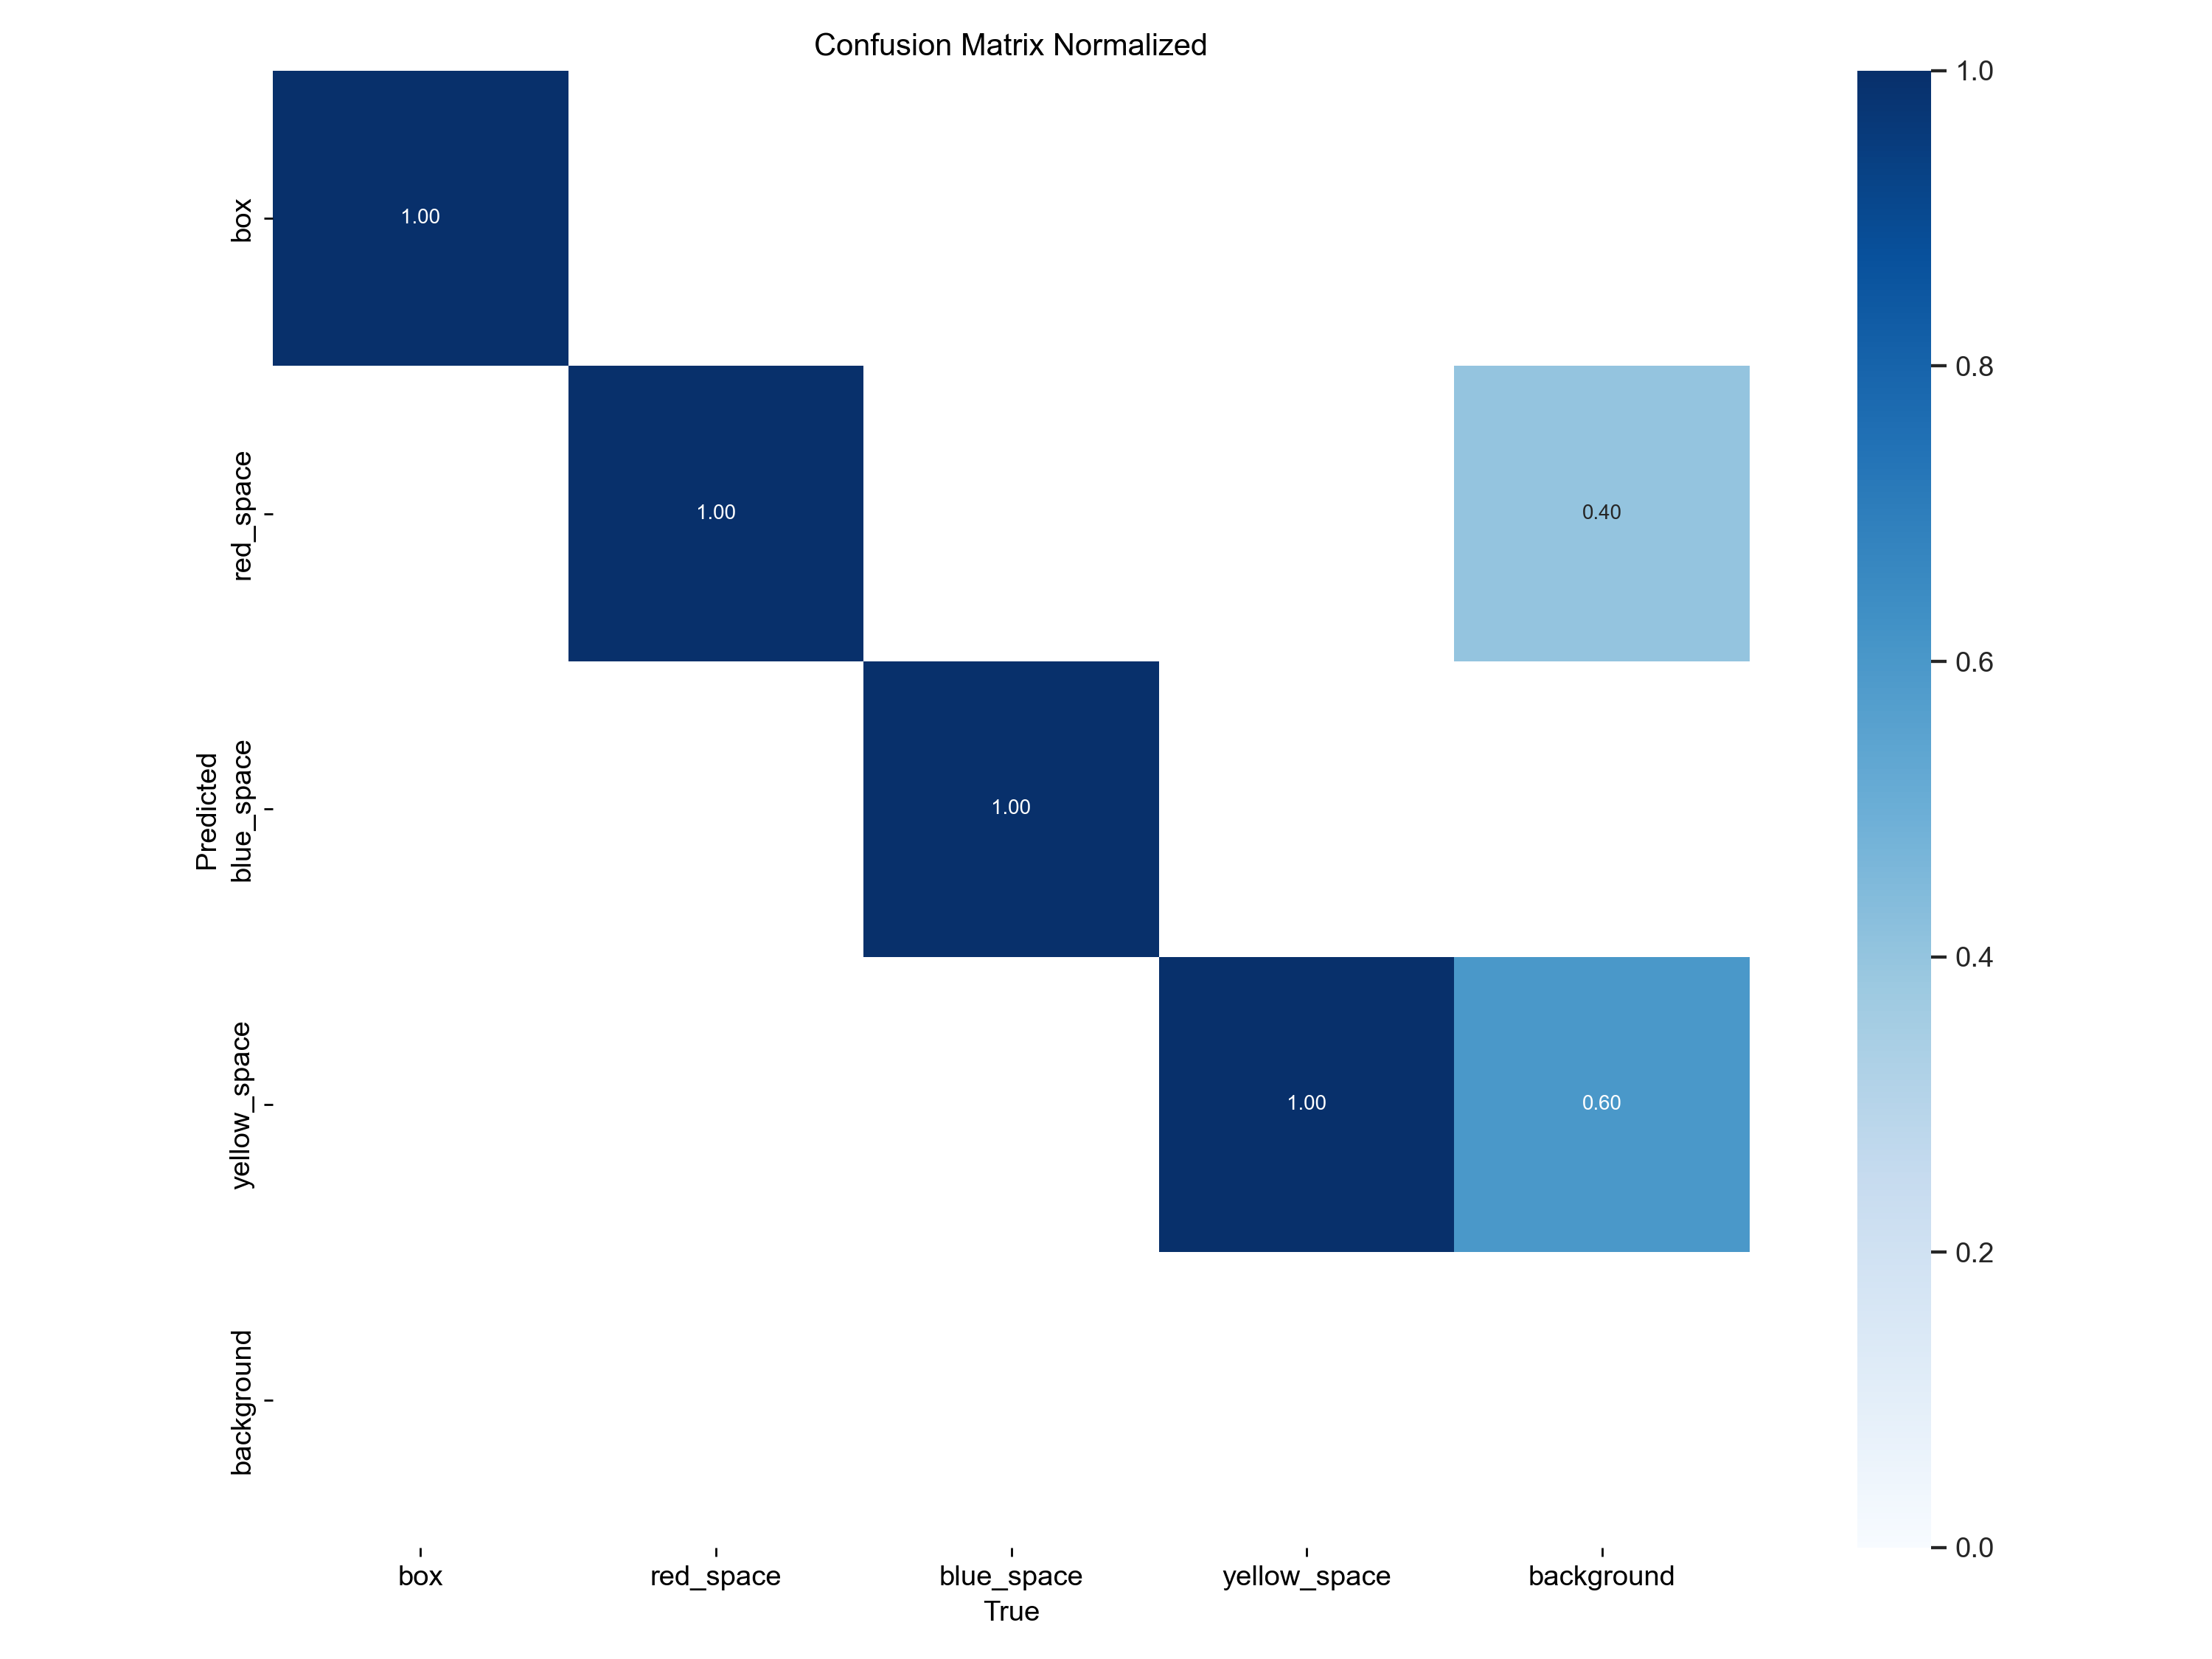 Confusion Matrix Normalized
1.0
box
1.00
0.8
red_space
1.00
0.40
0.6
Predicted
blue_space
1.00
0.4
yellow_space
1.00
0.60
0.2
background
0.0
box
red_space
blue_space
yellow_space
background
True